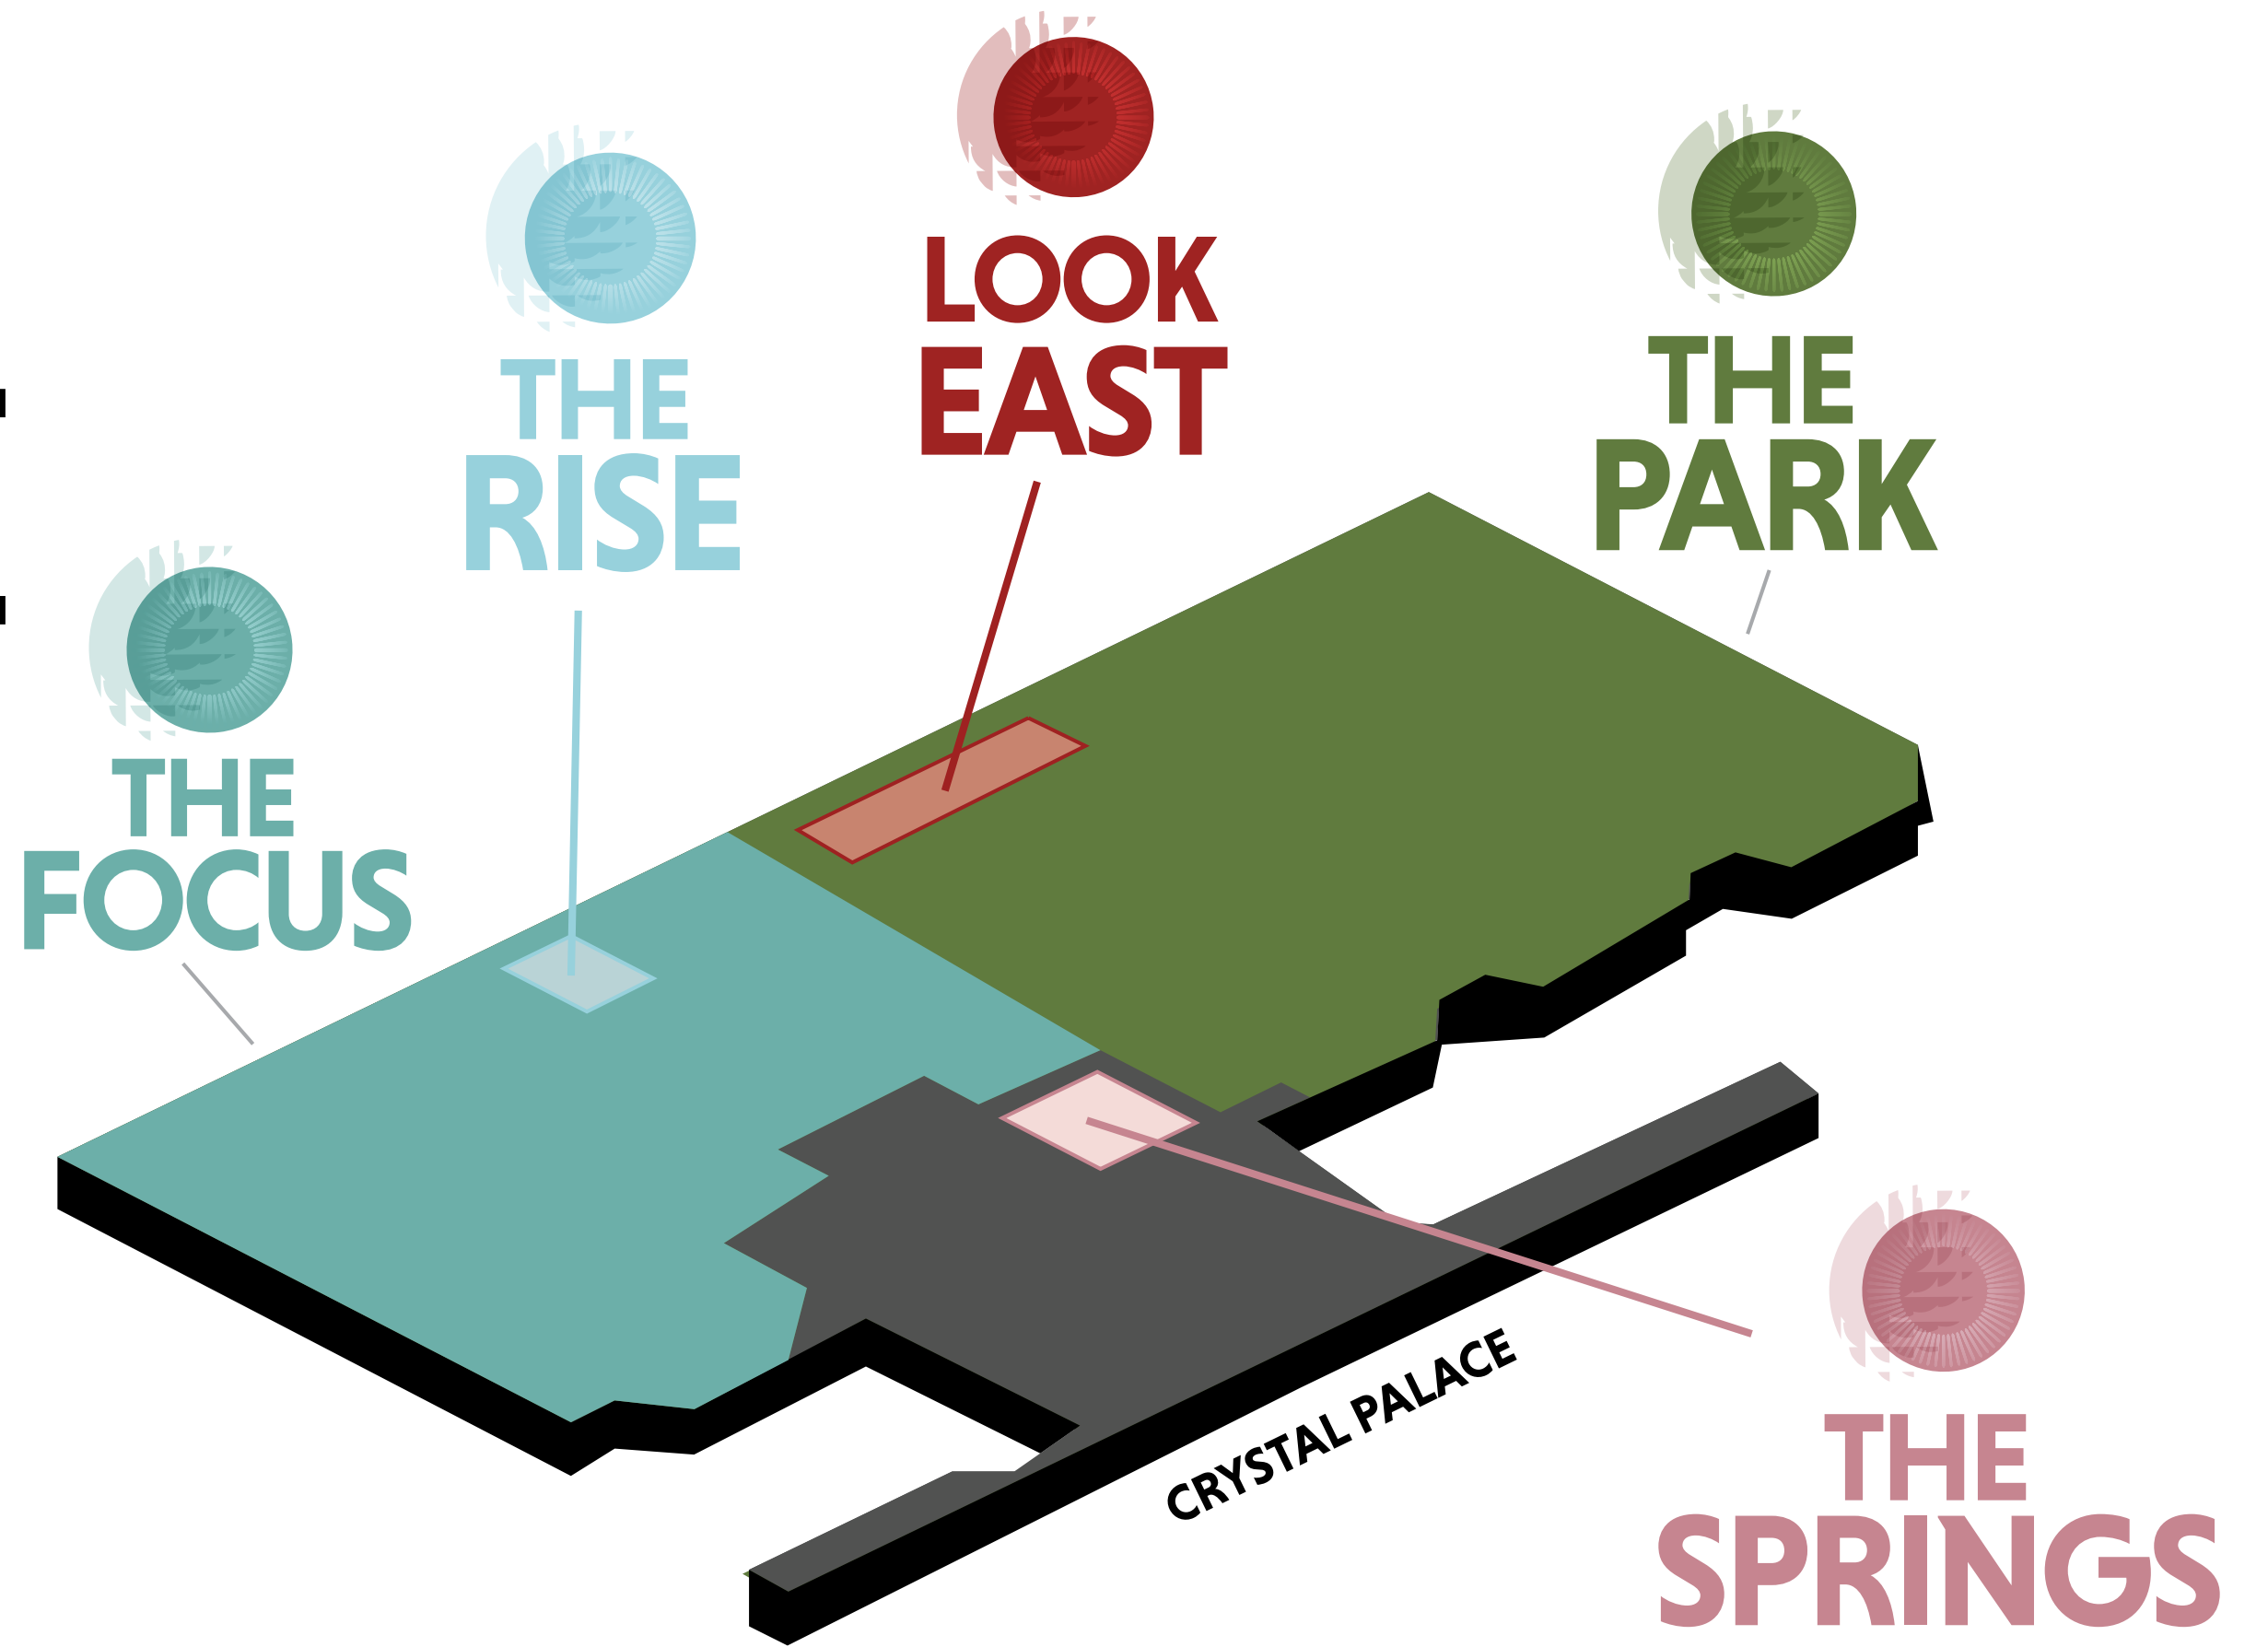 LOOK
EAST
THE
PARK
THE
RISE
THE
FOCUS
CRYSTAL PALACE
THE
SPRINGS